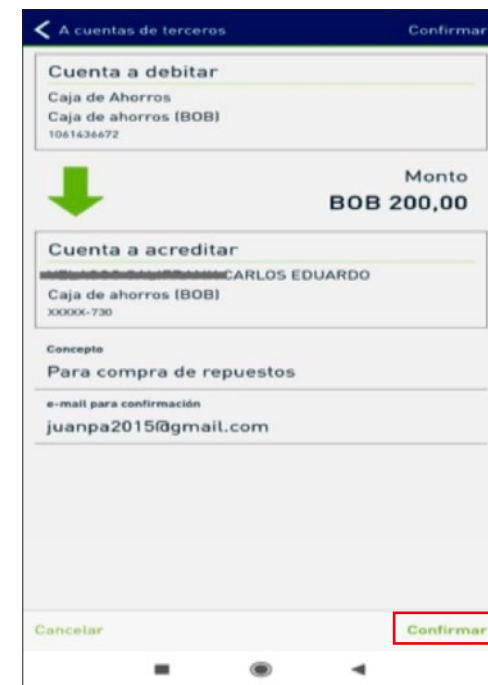 A cuentas de terceros
Confirmar
Cuenta a debitar
Caja de Ahorros
Caja de ahorros (BOB)
1061436672
Monto
BOB 200,00
Cuenta a acreditar
CARLOS EDUARDO
Caja de ahorros (BOB)
XXXXX-730
Concepto
Para compra de repuestos
e-mail para confirmación
juanpa2015@gmail.com
Cancelar
Confirmar